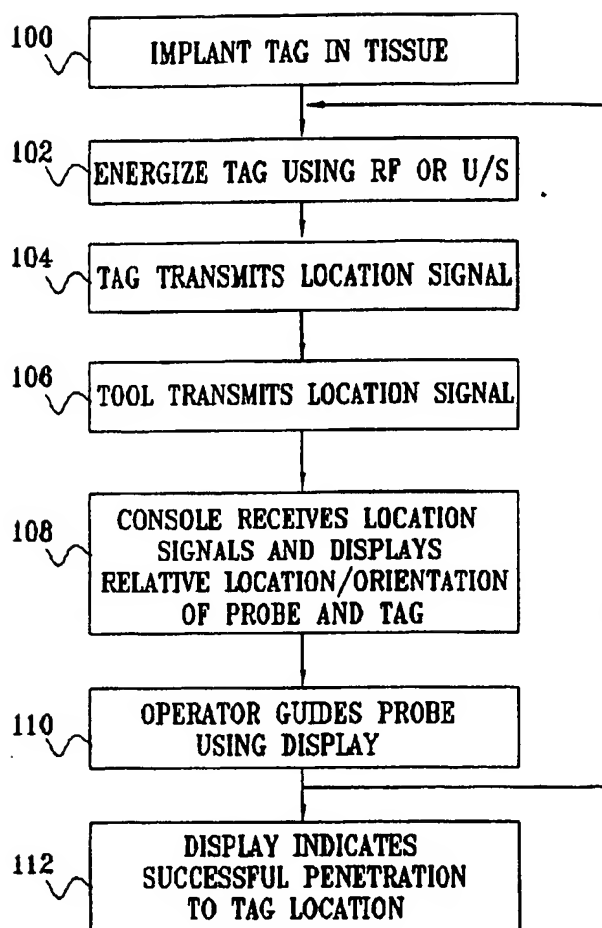 100
IMPLANT TAG IN TISSUE
102
ENERGIZE TAG USING RF OR U/S
104
TAG TRANSMITS LOCATION SIGNAL
106
TOOL TRANSMITS LOCATION SIGNAL
108
CONSOLE RECEIVES LOCATION
SIGNALS AND DISPLAYS
RELATIVE LOCATION/ORIENTATION
OF PROBE AND TAG
110
OPERATOR GUIDES PROBE
USING DISPLAY
112
DISPLAY INDICATES
SUCCESSFUL PENETRATION
TO TAG LOCATION